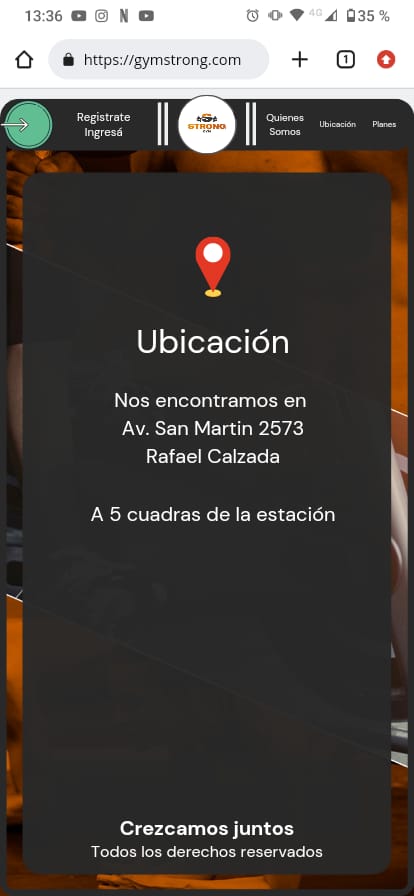 13:36
4G
35 %
https://gymstrong.com
1
Registrate
Ingresá
STRONG
GYM
Quienes
Somos
Ubicación
Planes
Ubicación
Nos encontramos en
Av. San Martin 2573
Rafael Calzada
A 5 cuadras de la estación
Crezcamos juntos
Todos los derechos reservados